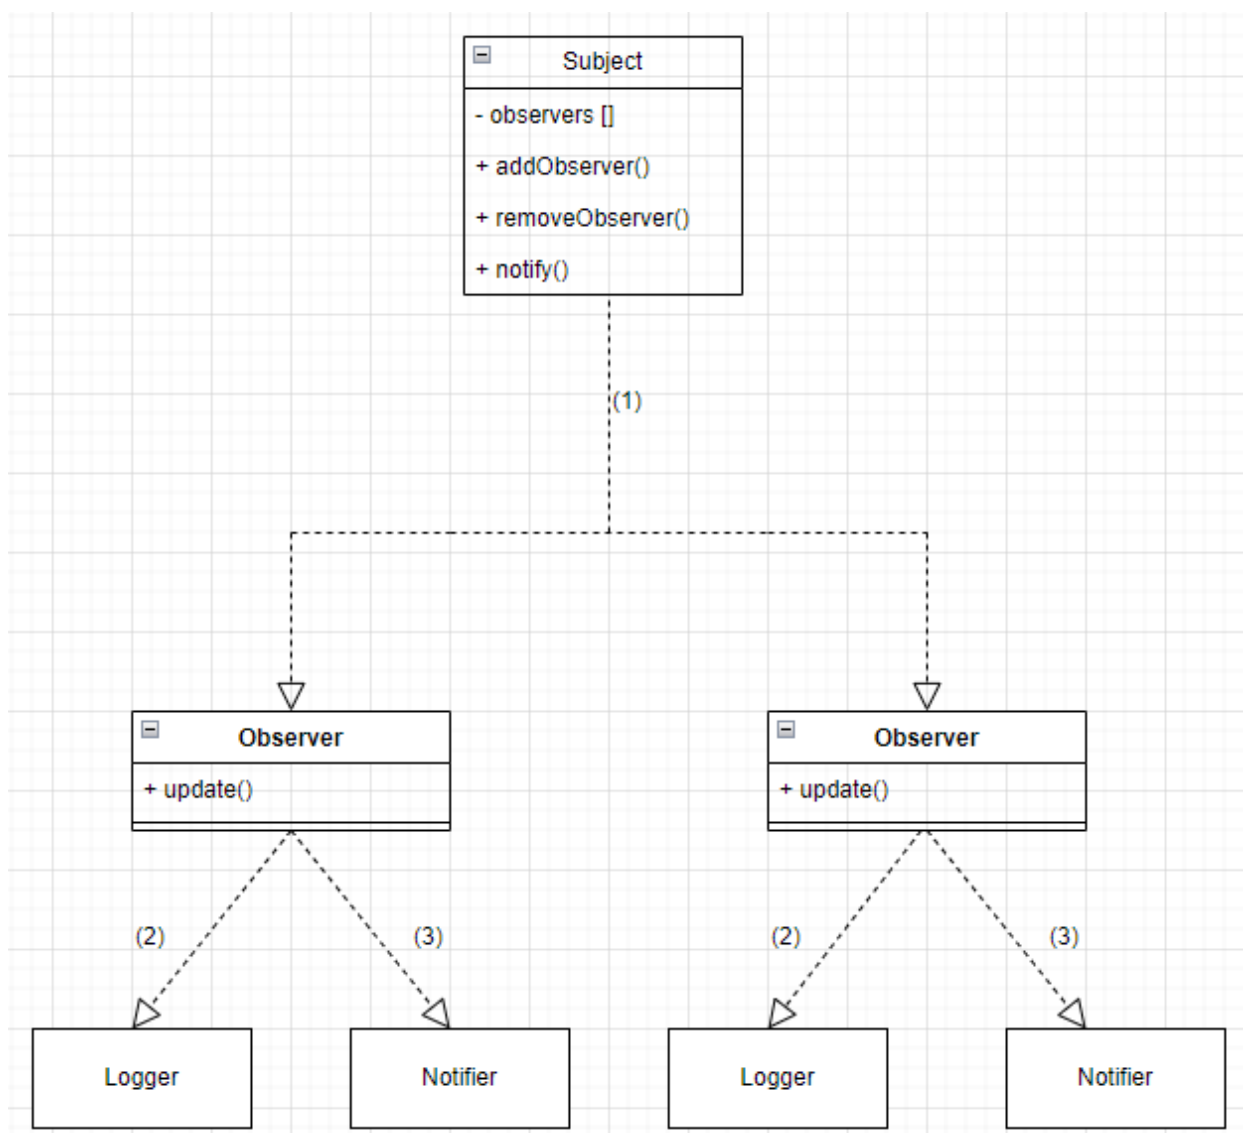 Subject
- observers []
+ addObserver()
+ removeObserver()
+ notify()
(1)
Observer
+ update()
Observer
+ update()
(2)
(3)
(2)
(3)
Logger
Notifier
Logger
Notifier